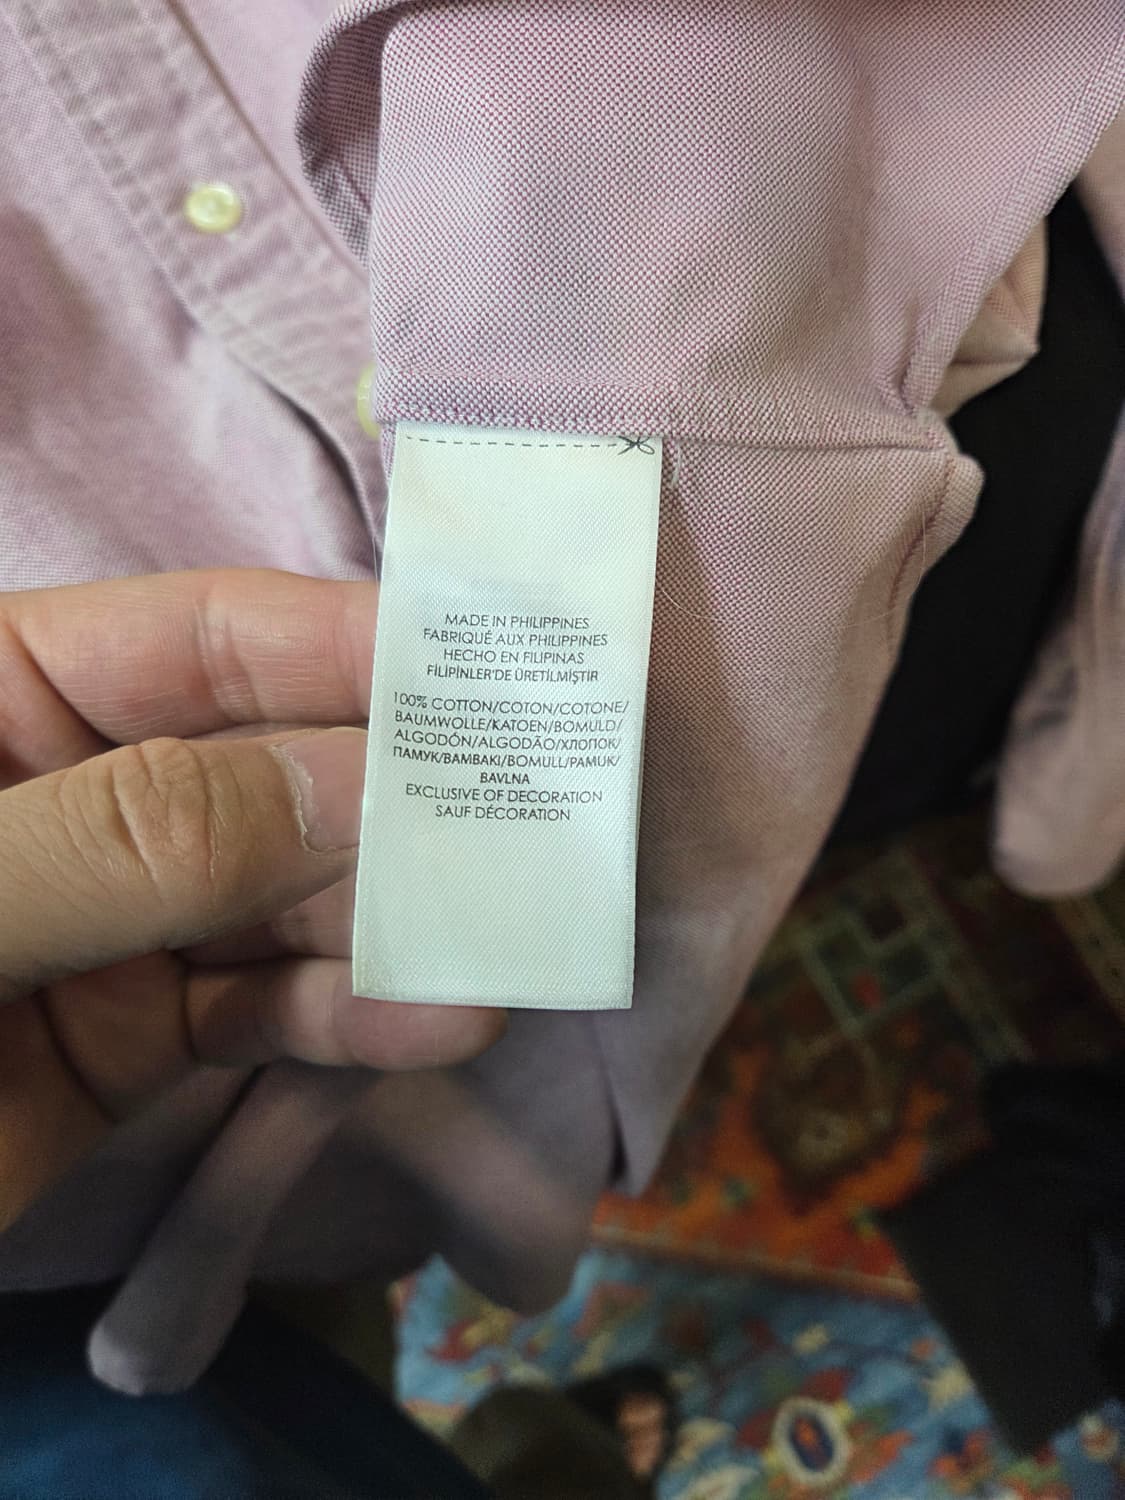 MADE IN PHILIPPINES
FABRIQUÉ AUX PHILIPPINES
HECHO EN FILIPINAS
FİLİPİNLER'DE ÜRETİLMİŞTİR
100% COTTON/COTON/COTONE/
BAUMWOLLE/KATOEN/BOMULD/
ALGODÓN/ALGODÃO/ХЛОПОК/
ПАМУК/BAMBAKI/BOMULL/PAMUK/
BAVLNA
EXCLUSIVE OF DECORATION
SAUF DÉCORATION